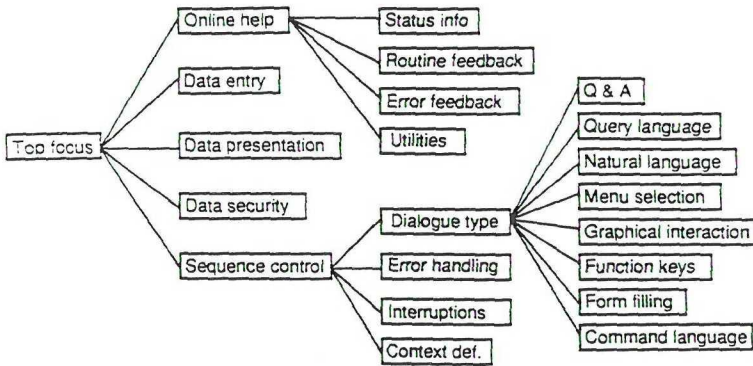 Top focus
Online help
Data entry
Data presentation
Data security
Sequence control
Status info
Routine feedback
Error feedback
Utilities
Dialogue type
Error handling
Interruptions
Context def.
Q & A
Query language
Natural language
Menu selection
Graphical interaction
Function keys
Form filling
Command language